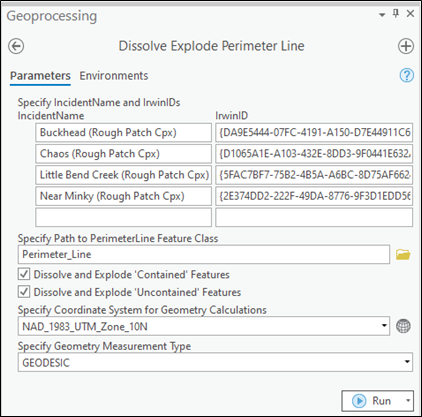 Geoprocessing
Dissolve Explode Perimeter Line
Parameters Environments
Specify IncidentName and IrwinIDs
IncidentName IrwinID
Buckhead (Rough Patch Cpx) {DA9E5444-07FC-4191-A150-D7E44911C6
Chaos (Rough Patch Cpx) {D1065A1E-A103-432E-8DD3-9F0441E632
Little Bend Creek (Rough Patch Cpx) {5FAC7BF7-75B2-4B5A-A6BC-8D75AF662
Near Minky (Rough Patch Cpx) {2E374DD2-222F-49DA-8776-9F3D1EDD56
Specify Path to PerimeterLine Feature Class
Perimeter_Line
Dissolve and Explode 'Contained' Features
Dissolve and Explode 'Uncontained' Features
Specify Coordinate System for Geometry Calculations
NAD_1983_UTM_Zone_10N
Specify Geometry Measurement Type
GEODESIC
Run